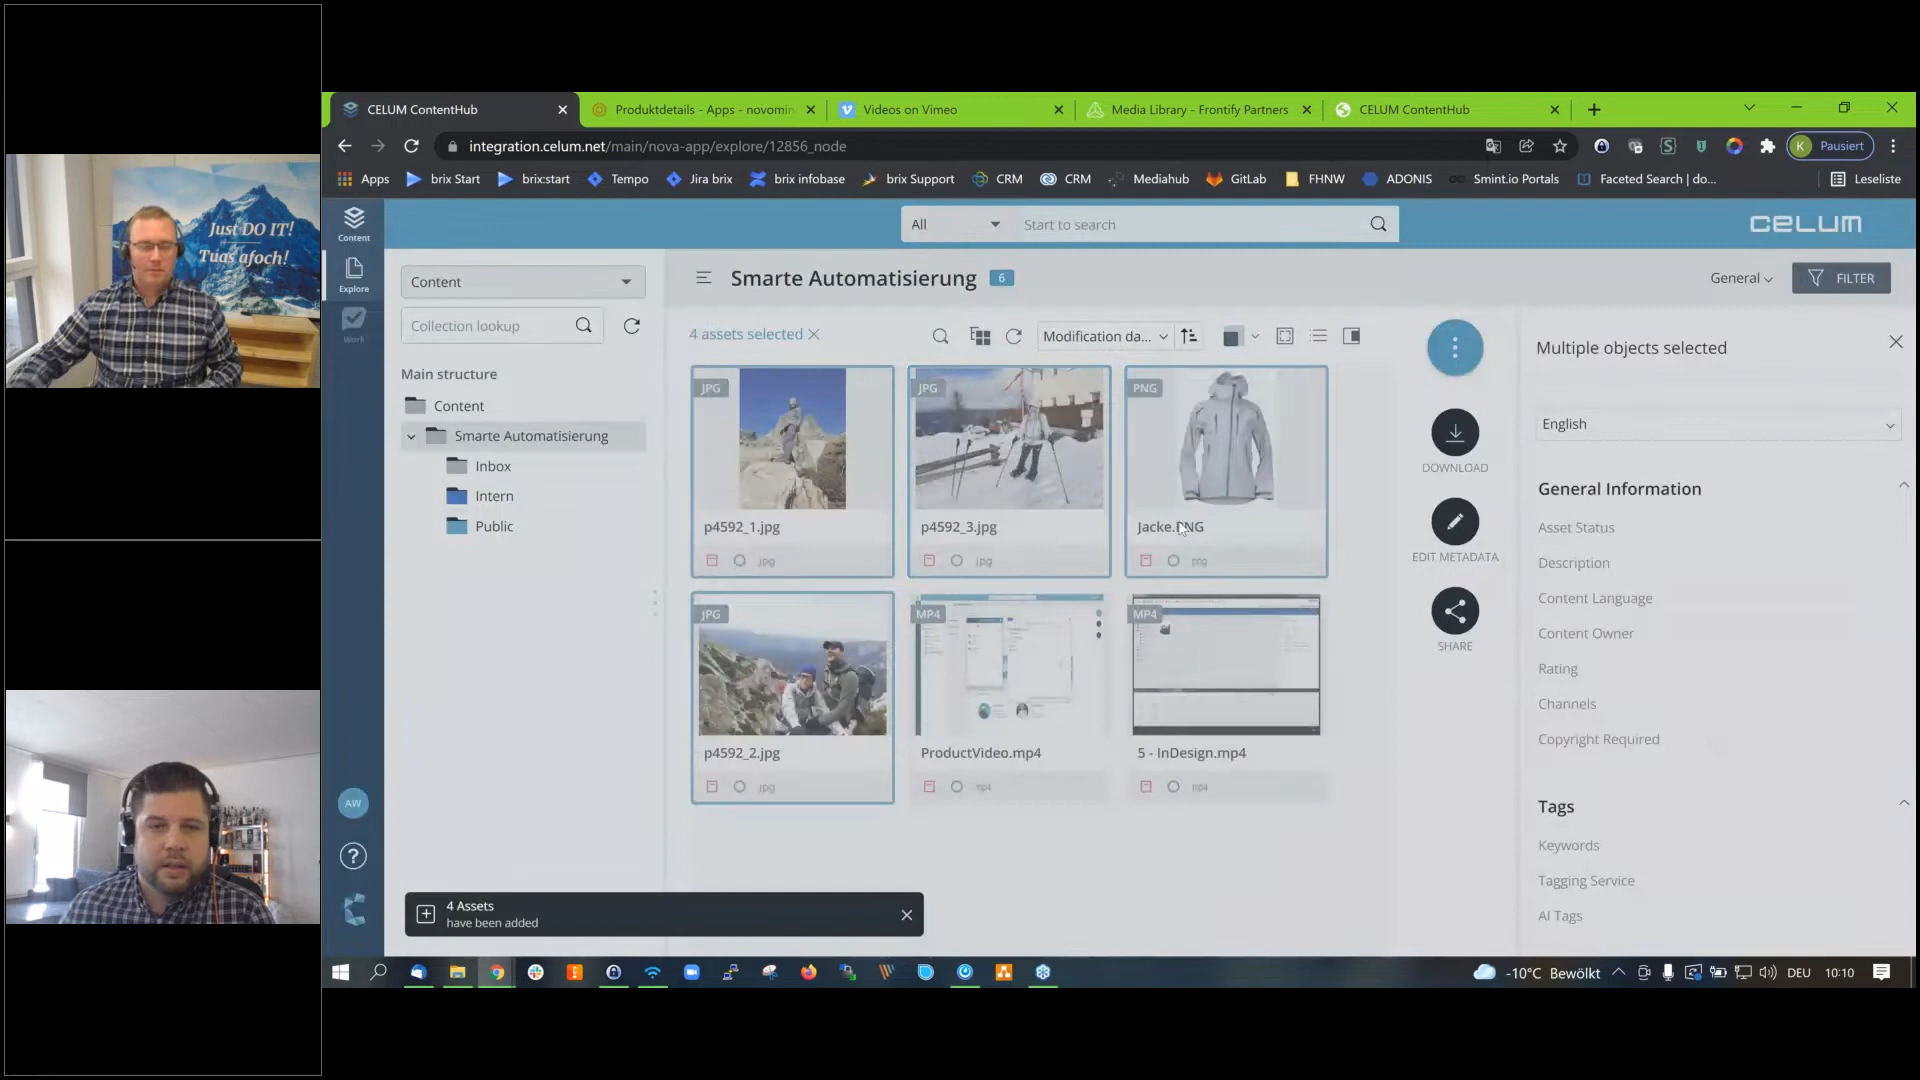 Just DO IT!
Tuas afoch!
CELUM ContentHub
Produktdetails - Apps - novomin
Videos on Vimeo
Media Library - Frontify Partners
CELUM ContentHub
integration.celum.net/main/nova-app/explore/12856_node
K Pausiert
Apps
brix Start
brix:start
Tempo
Jira brix
brix infobase
brix Support
CRM
CRM
Mediahub
GitLab
FHNW
ADONIS
Smint.io Portals
Faceted Search | do...
Leseliste
Content
Explore
Work
All
Start to search
CELUM
Content
Collection lookup
Main structure
Content
Smarte Automatisierung
Inbox
Intern
Public
Smarte Automatisierung 6
General
FILTER
4 assets selected
Modification da...
JPG
p4592_1.jpg
jpg
JPG
p4592_3.jpg
jpg
PNG
Jacke.PNG
png
JPG
p4592_2.jpg
jpg
MP4
ProductVideo.mp4
mp4
MP4
5 - InDesign.mp4
mp4
DOWNLOAD
EDIT METADATA
SHARE
Multiple objects selected
English
General Information
Asset Status
Description
Content Language
Content Owner
Rating
Channels
Copyright Required
Tags
Keywords
Tagging Service
AI Tags
AW
?
4 Assets
have been added
-10°C Bewölkt
DEU
10:10